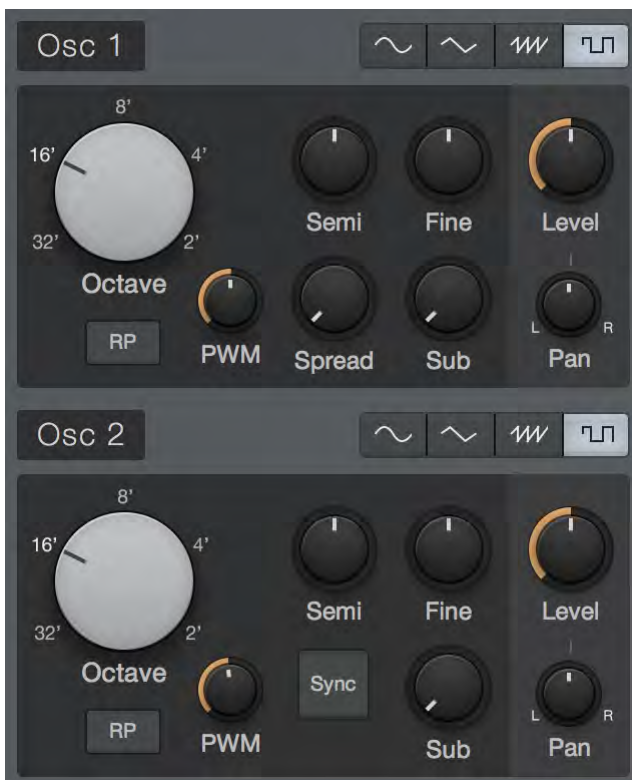 Osc 1
8’
16’
4’
32’
2’
Octave
Semi
Fine
Level
RP
PWM
Spread
Sub
L
R
Pan
Osc 2
8’
16’
4’
32’
2’
Octave
Semi
Fine
Level
RP
PWM
Sync
Sub
L
R
Pan